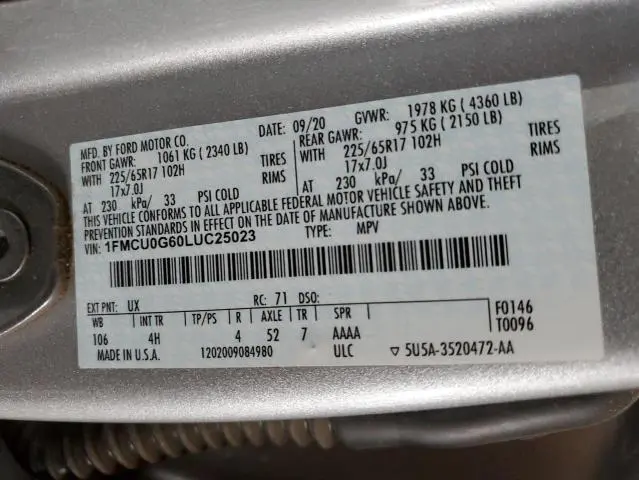 MFD. BY FORD MOTOR CO.
DATE: 09/20 GVWR: 1978 KG ( 4360 LB)
FRONT GAWR: 1061 KG ( 2340 LB) REAR GAWR: 975 KG ( 2150 LB)
WITH 225/65R17 102H TIRES WITH 225/65R17 102H TIRES
17x7.0J RIMS 17x7.0J RIMS
AT 230 kPa/ 33 PSI COLD AT 230 kPa/ 33 PSI COLD
THIS VEHICLE CONFORMS TO ALL APPLICABLE FEDERAL MOTOR VEHICLE SAFETY AND THEFT
PREVENTION STANDARDS IN EFFECT ON THE DATE OF MANUFACTURE SHOWN ABOVE.
VIN: 1FMCU0G60LUC25023 TYPE: MPV
EXT PNT: UX RC: 71 DSO:
WB INT TR TP/PS R AXLE TR SPR
106 4H 4 52 7 AAAA
F0146
T0096
MADE IN U.S.A. 1202009084980 ULC ▽ 5U5A-3520472-AA